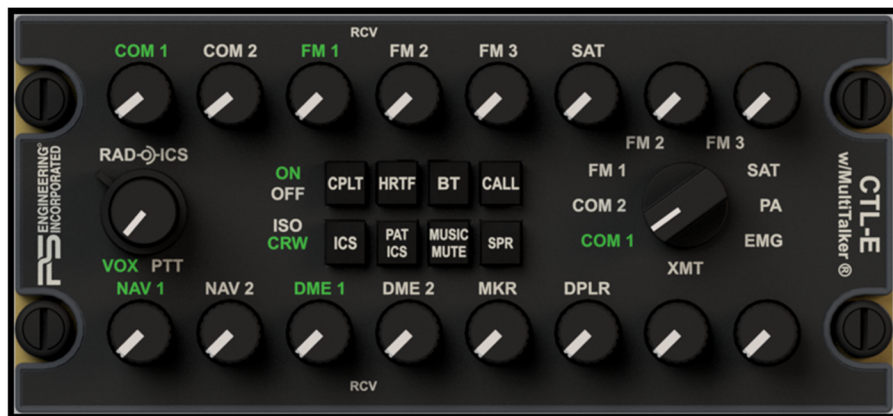 RCV
COM 1 COM 2 FM 1 FM 2 FM 3 SAT
RAD ICS
VOX PTT
ON
OFF
ISO
CRW
CPLT HRTF BT CALL
ICS PAT ICS MUSIC MUTE SPR
FM 2 FM 3
FM 1 SAT
COM 2 PA
COM 1 EMG
XMT
NAV 1 NAV 2 DME 1 DME 2 MKR DPLR
RCV
PS ENGINEERING
INCORPORATED
CTL-E
w/MultiTalker ®